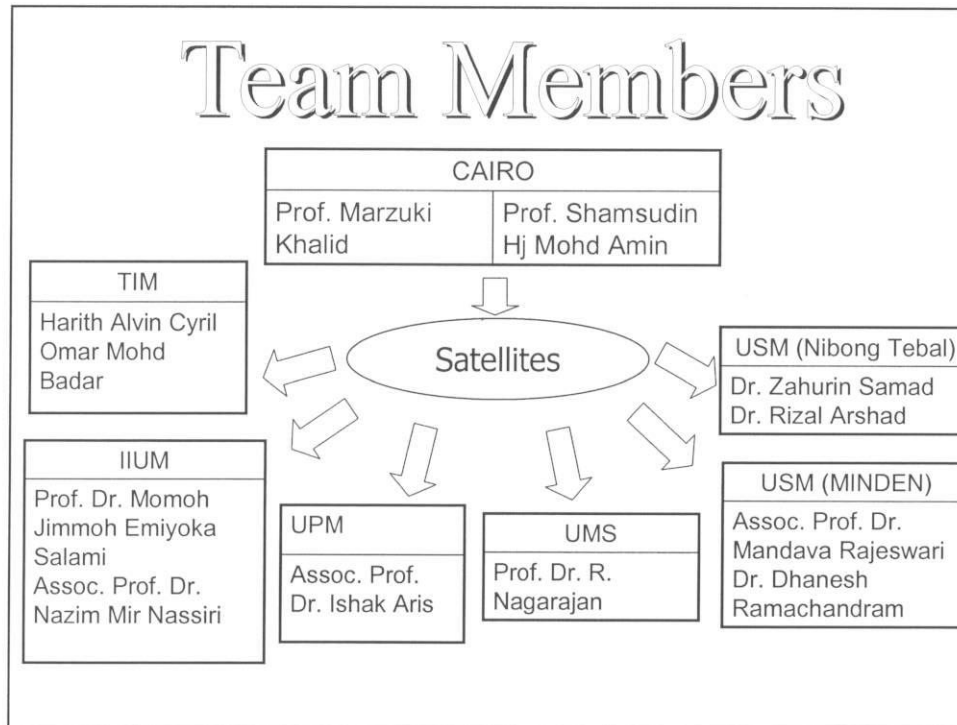 Team Members
CAIRO
Prof. Marzuki
Khalid
Prof. Shamsudin
Hj Mohd Amin
TIM
Harith Alvin Cyril
Omar Mohd
Badar
Satellites
USM (Nibong Tebal)
Dr. Zahurin Samad
Dr. Rizal Arshad
IIUM
Prof. Dr. Momoh
Jimmoh Emiyoka
Salami
Assoc. Prof. Dr.
Nazim Mir Nassiri
UPM
Assoc. Prof.
Dr. Ishak Aris
UMS
Prof. Dr. R.
Nagarajan
USM (MINDEN)
Assoc. Prof. Dr.
Mandava Rajeswari
Dr. Dhanesh
Ramachandram